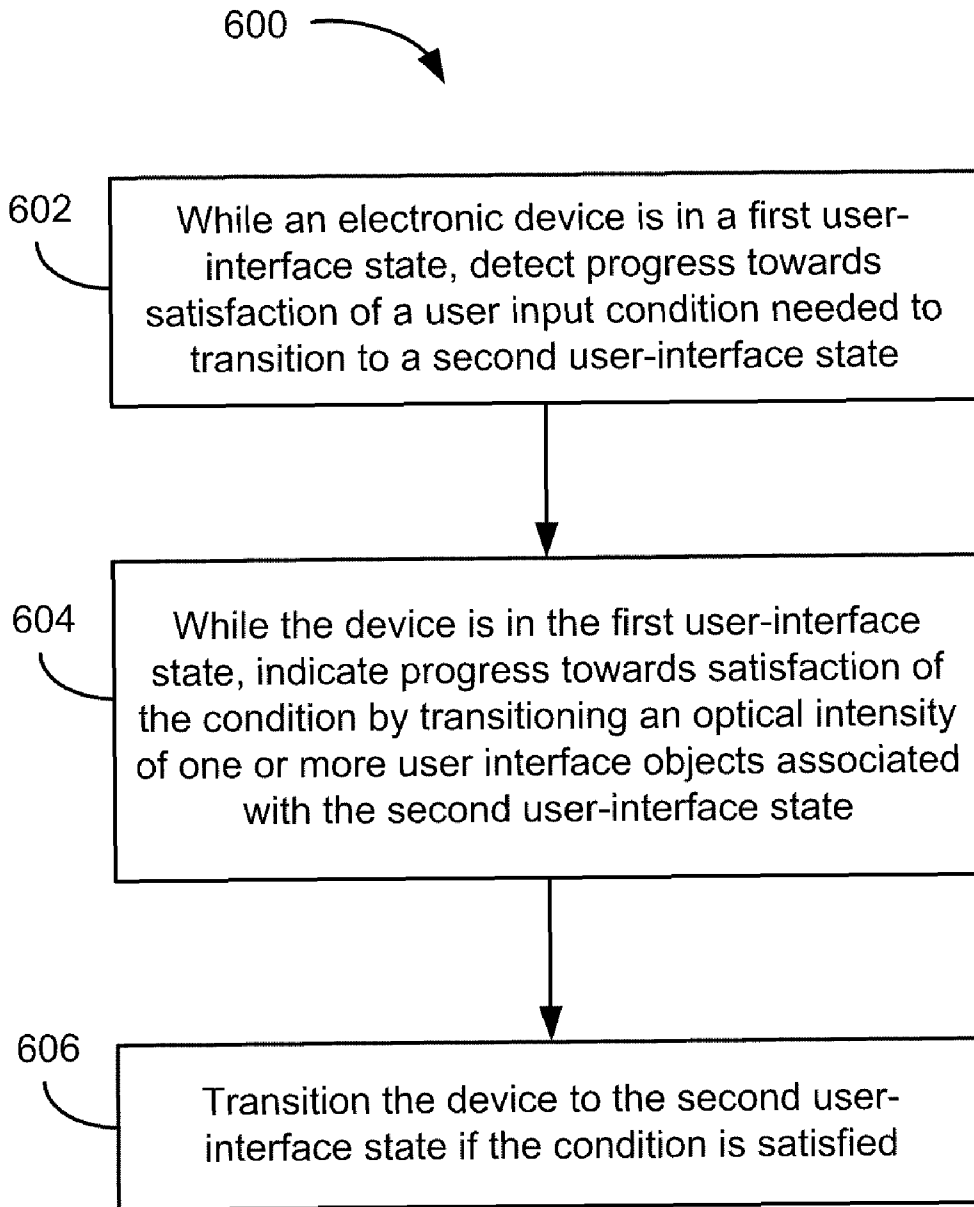 600
602
While an electronic device is in a first user-
interface state, detect progress towards
satisfaction of a user input condition needed to
transition to a second user-interface state
604
While the device is in the first user-interface
state, indicate progress towards satisfaction of
the condition by transitioning an optical intensity
of one or more user interface objects associated
with the second user-interface state
606
Transition the device to the second user-
interface state if the condition is satisfied